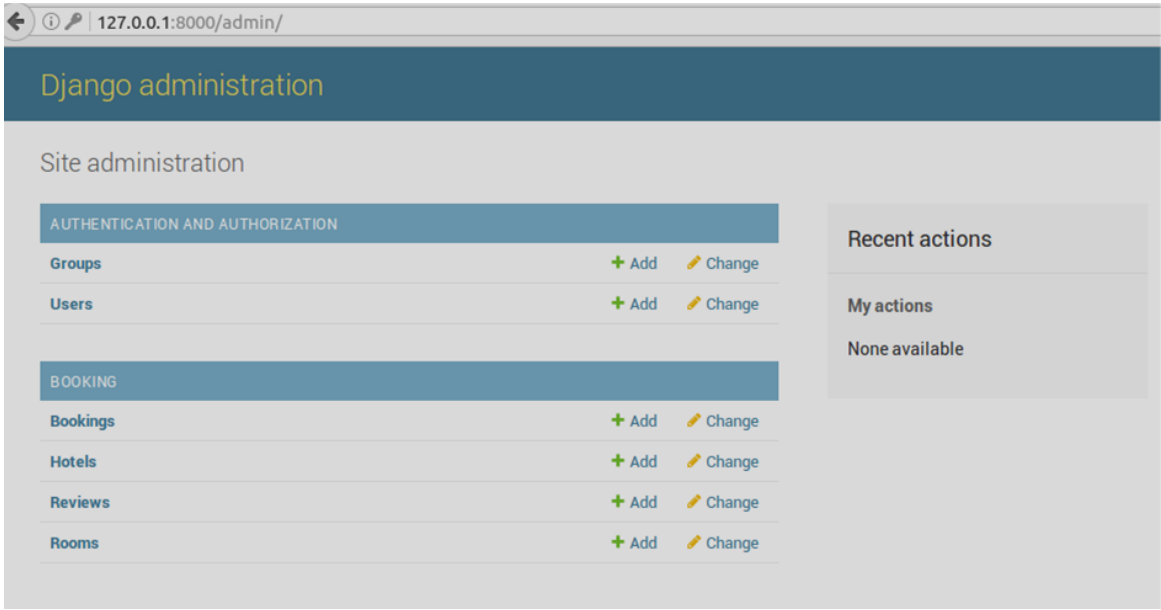 127.0.0.1:8000/admin/
Django administration
Site administration
AUTHENTICATION AND AUTHORIZATION
Groups Add Change
Users Add Change
BOOKING
Bookings Add Change
Hotels Add Change
Reviews Add Change
Rooms Add Change
Recent actions
My actions
None available